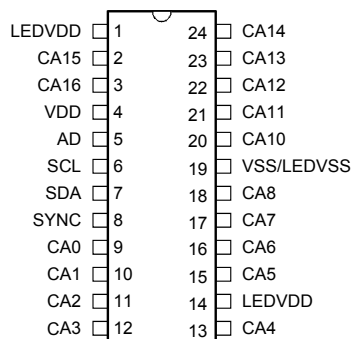 LEDVDD 1 24 CA14
CA15 2 23 CA13
CA16 3 22 CA12
VDD 4 21 CA11
AD 5 20 CA10
SCL 6 19 VSS/LEDVSS
SDA 7 18 CA8
SYNC 8 17 CA7
CA0 9 16 CA6
CA1 10 15 CA5
CA2 11 14 LEDVDD
CA3 12 13 CA4